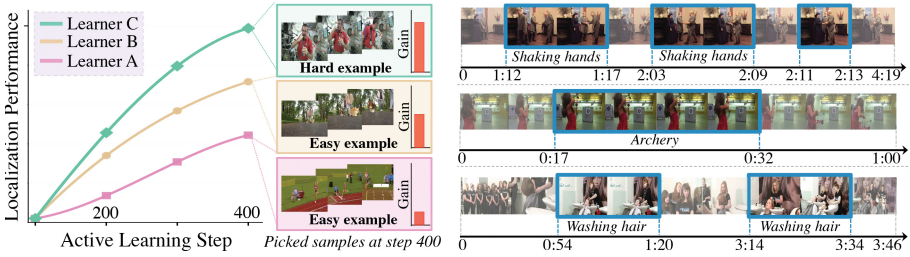 Localization Performance
Learner C
Learner B
Learner A
200
400
Active Learning Step
Gain
Hard example
Gain
Easy example
Gain
Easy example
Picked samples at step 400
Shaking hands
Shaking hands
0 1:12 1:17 2:03 2:09 2:11 2:13 4:19
Archery
0 0:17 0:32 1:00
Washing hair
Washing hair
0 0:54 1:20 3:14 3:34 3:46